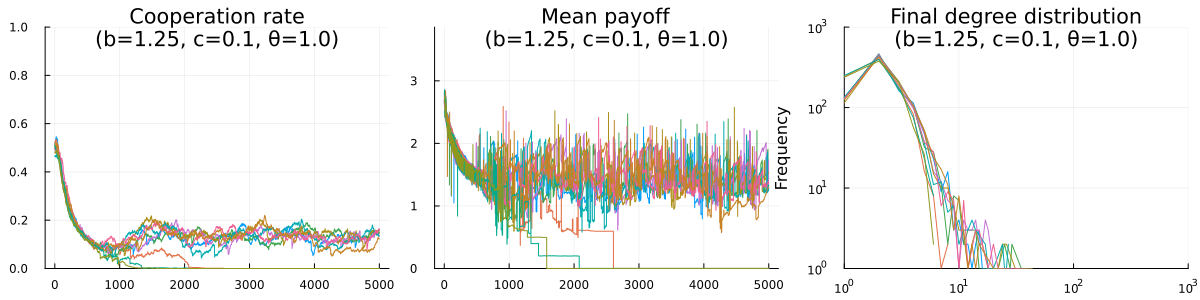 Cooperation rate
(b=1.25, c=0.1, θ=1.0)
1.0
0.8
0.6
0.4
0.2
0.0
0 1000 2000 3000 4000 5000
Mean payoff
(b=1.25, c=0.1, θ=1.0)
3
2
1
0
0 1000 2000 3000 4000 5000
Final degree distribution
(b=1.25, c=0.1, θ=1.0)
Frequency
10³
10²
10¹
10⁰
10⁰ 10¹ 10² 10³